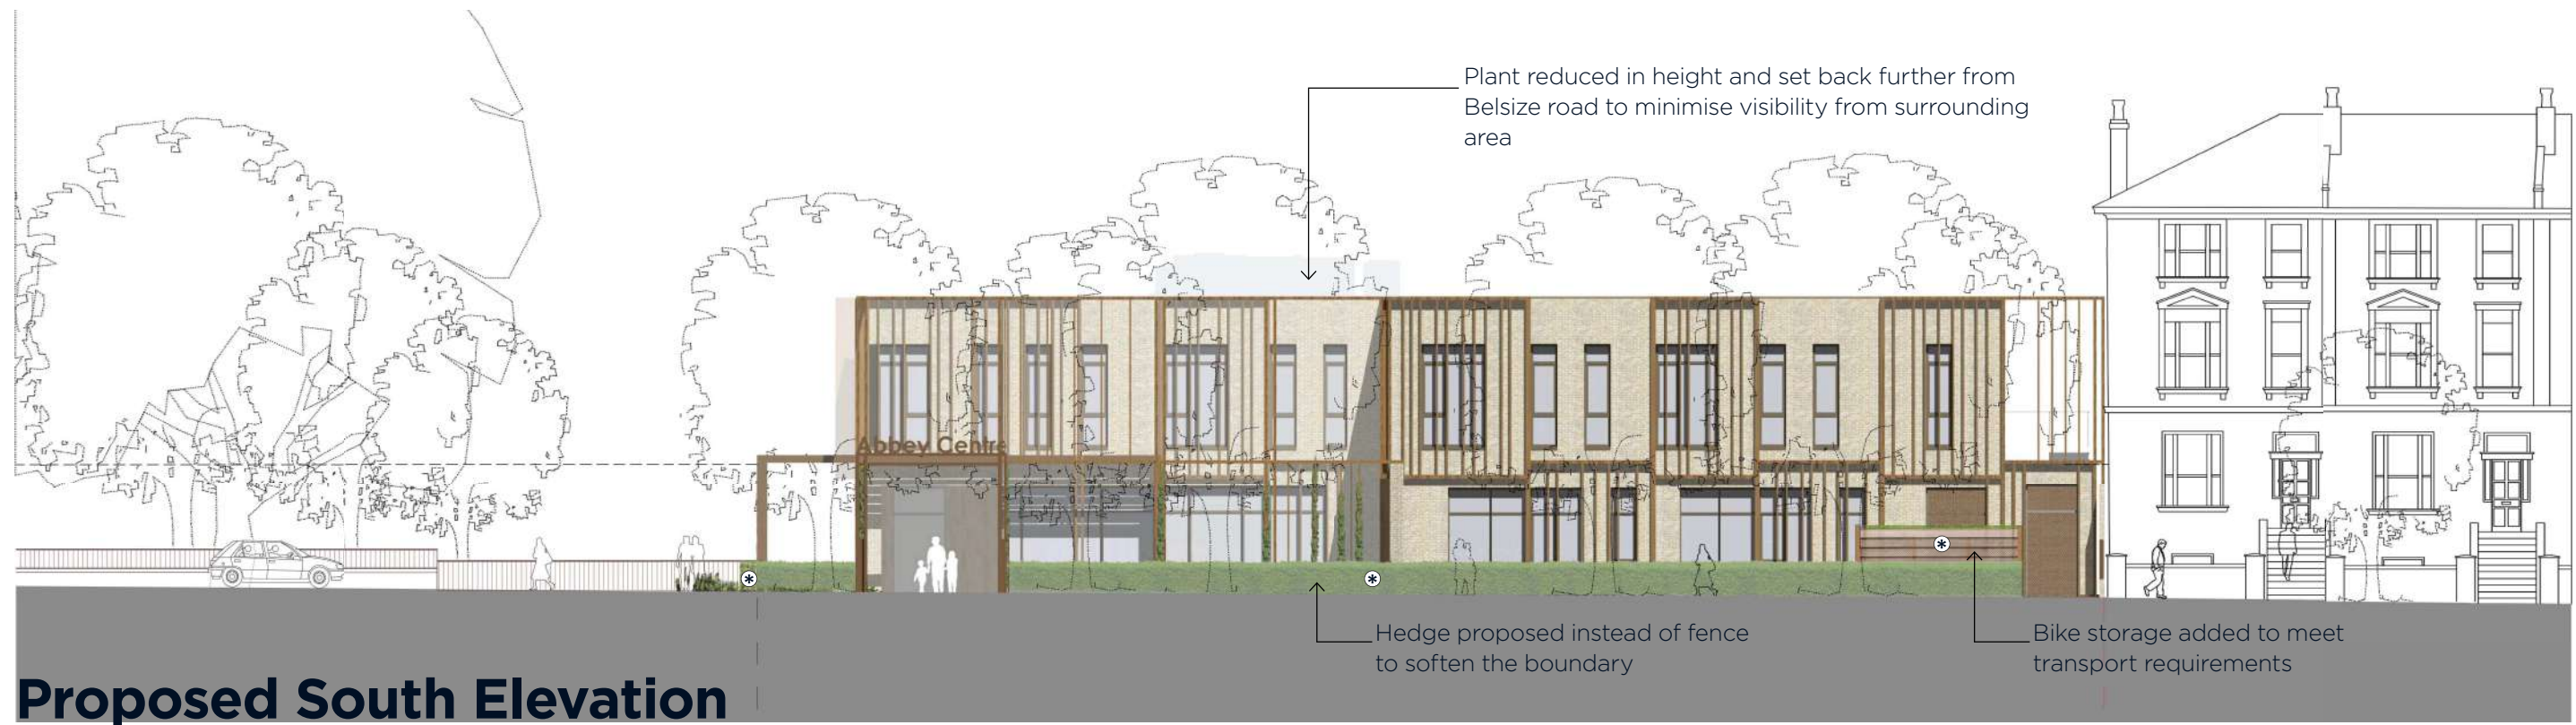 Plant reduced in height and set back further from
Belsize road to minimise visibility from surrounding
area
Abbey Centre
Hedge proposed instead of fence
to soften the boundary
Bike storage added to meet
transport requirements
Proposed South Elevation